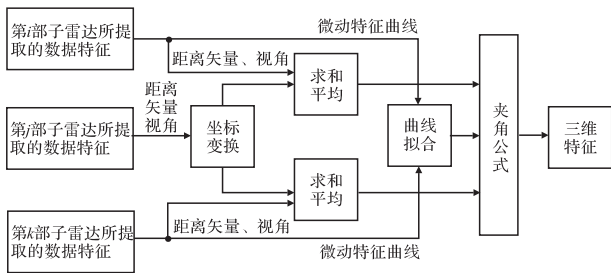 第i部子雷达所提
取的数据特征
微动特征曲线
距离矢量、视角
求和
平均
距离
矢量
视角
第j部子雷达所提
取的数据特征
坐标
变换
曲线
拟合
夹角公式
三维
特征
求和
平均
第k部子雷达所提
取的数据特征
距离矢量、视角
微动特征曲线